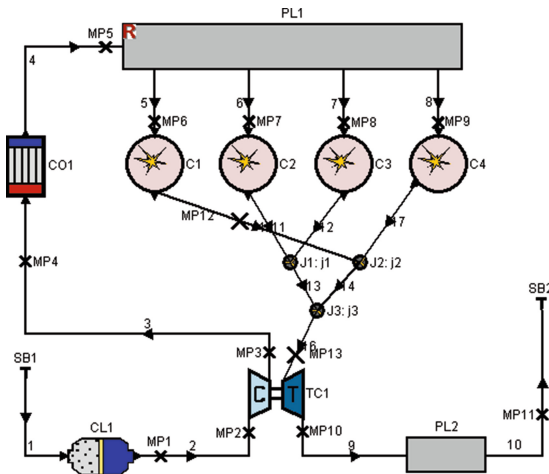 PL1
MP5
R
4
5
6
7
8
MP6
MP7
MP8
MP9
CO1
C1
C2
C3
C4
MP12
11
12
17
J1: j1
J2: j2
MP4
13
14
J3: j3
SB2
3
MP3
16
MP13
SB1
C
T
TC1
CL1
MP2
MP10
PL2
MP11
1
MP1
2
9
10